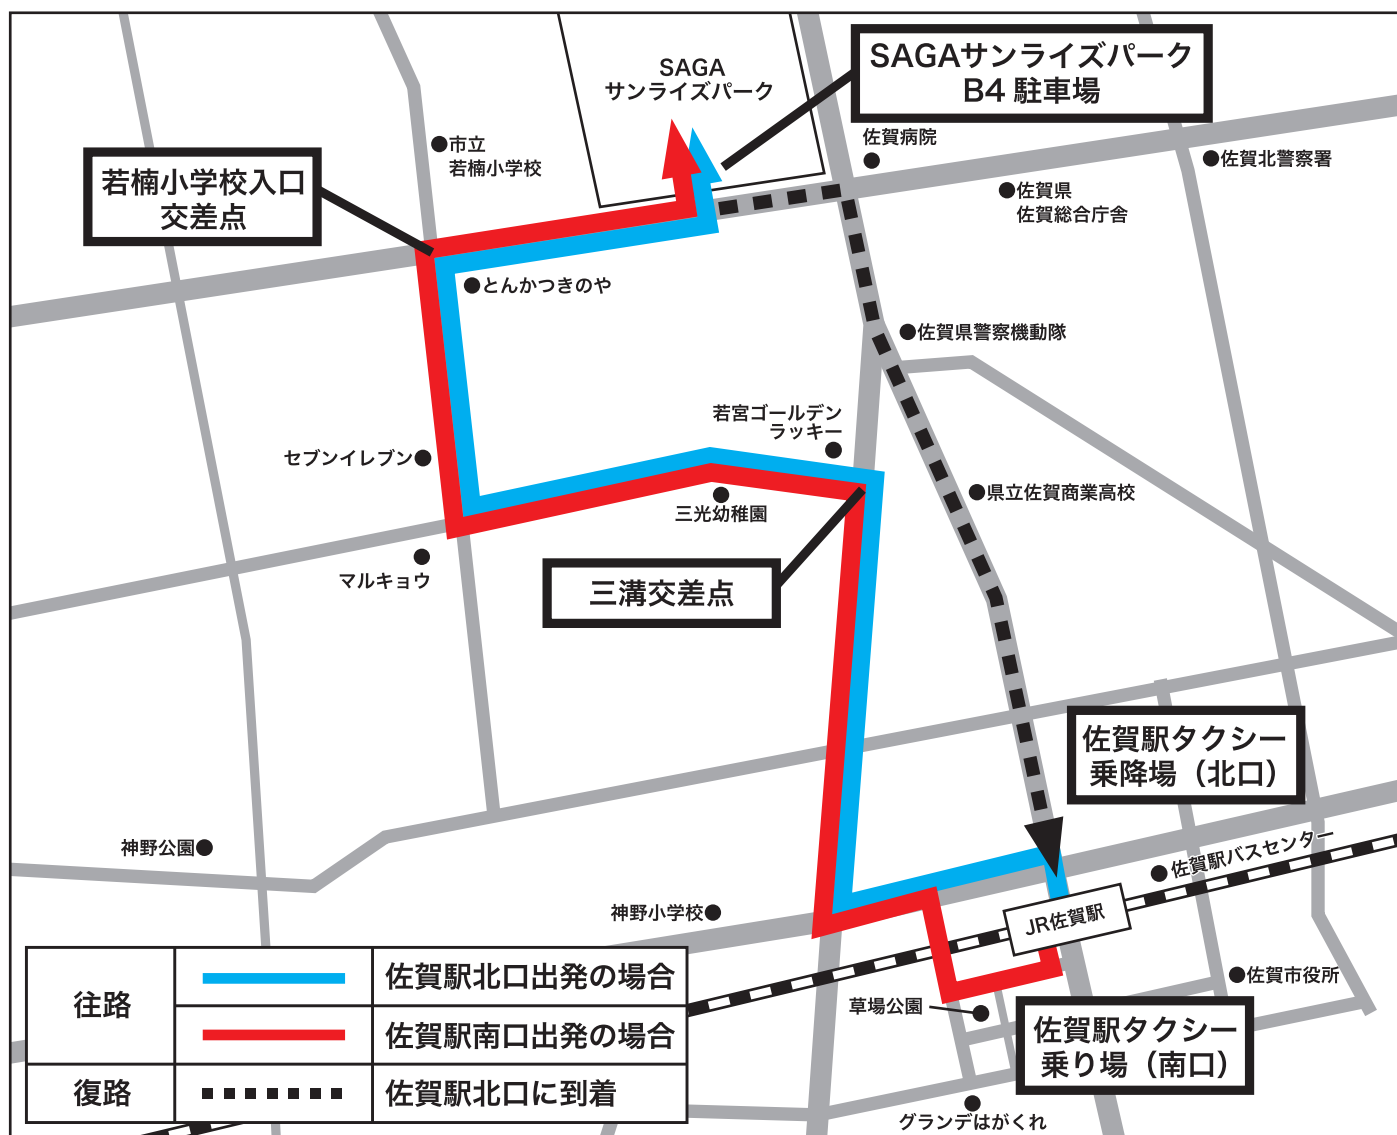 SAGA
サンライズパーク
SAGAサンライズパーク
B4 駐車場
佐賀病院
市立
若楠小学校
佐賀北警察署
若楠小学校入口
交差点
佐賀県
佐賀総合庁舎
とんかつきのや
佐賀県警察機動隊
若宮ゴールデン
ラッキー
セブンイレブン
県立佐賀商業高校
三光幼稚園
マルキョウ
三溝交差点
佐賀駅タクシー
乗降場（北口）
神野公園
佐賀駅バスセンター
神野小学校
JR佐賀駅
佐賀市役所
草場公園
佐賀駅タクシー
乗り場（南口）
グランデはがくれ
往路
佐賀駅北口出発の場合
佐賀駅南口出発の場合
復路
佐賀駅北口に到着